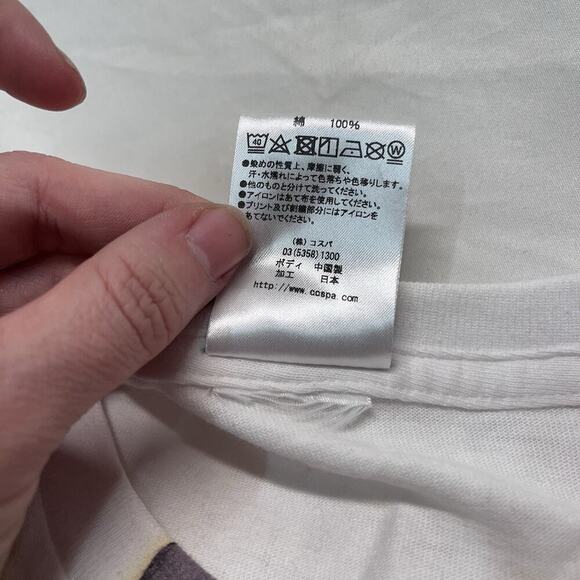 綿 100%
40 W
●染めの性質上、摩擦に弱く、
汗・水濡れによって色落ちや色移りします。
●他のものと分けて洗ってください。
●アイロンはあて布を使用してください。
●プリント及び刺繍部分にはアイロンを
あてないでください。
(株) コスパ
03(5358)1300
ボディ 中国製
加工 日本
http://www.cospa.com